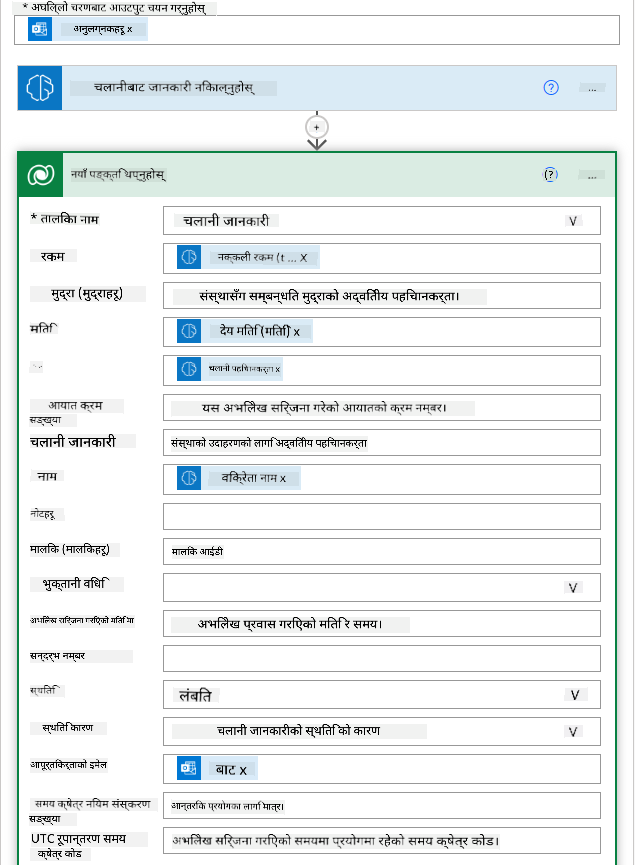 * अघिल्लो चरणबाट आउटपुट चयन गर्नुहोस्
अनुलग्नकहरू x
चलानीबाट जानकारी निकाल्नुहोस्
नयाँ पङ्क्ति थप्नुहोस्
* तालिका नाम
चलानी जानकारी
रकम
नक्कली रकम (t ... X
मुद्रा (मुद्राहरू)
संस्थासँग सम्बन्धित मुद्राको अद्वितीय पहिचानकर्ता।
मिति
देय मिति (मिति) x
चलानी पहिचानकर्ता x
आयात क्रम
सङ्ख्या
यस अभिलेख सिर्जना गरेको आयातको क्रम नम्बर।
चलानी जानकारी
संस्थाको उदाहरणको लागि अद्वितीय पहिचानकर्ता
नाम
विक्रेता नाम x
नोटहरू
मालिक (मालिकहरू)
मालिक आईडी
भुक्तानी विधि
अभिलेख सिर्जना गरिएको मितिमा
अभिलेख प्रवास गरिएको मिति र समय।
सन्दर्भ नम्बर
स्थिति
लंबित
स्थिति कारण
चलानी जानकारीको स्थितिको कारण
आपूर्तिकर्ताको इमेल
बाट x
समय क्षेत्र नियम संस्करण
सङ्ख्या
आन्तरिक प्रयोगका लागि मात्र।
UTC रूपान्तरण समय
क्षेत्र कोड
अभिलेख सिर्जना गरिएको समयमा प्रयोगमा रहेको समय क्षेत्र कोड।